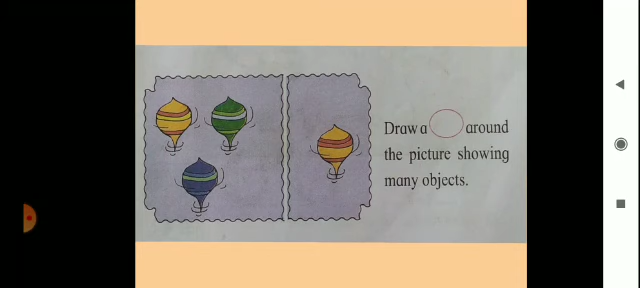 Draw a around
the picture showing
many objects.